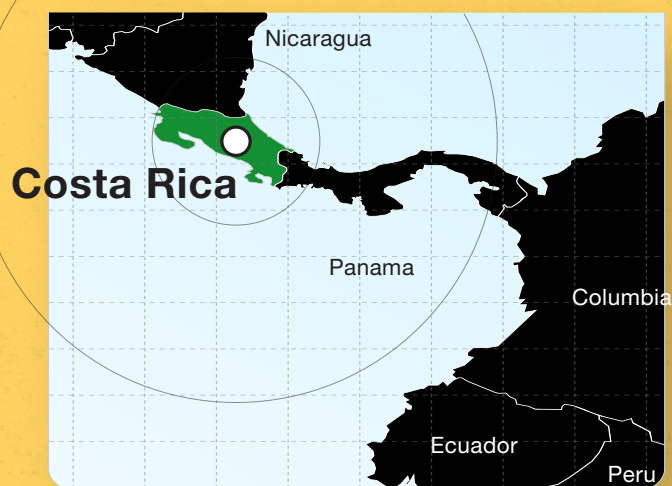 Nicaragua
Costa Rica
Panama
Columbia
Ecuador
Peru